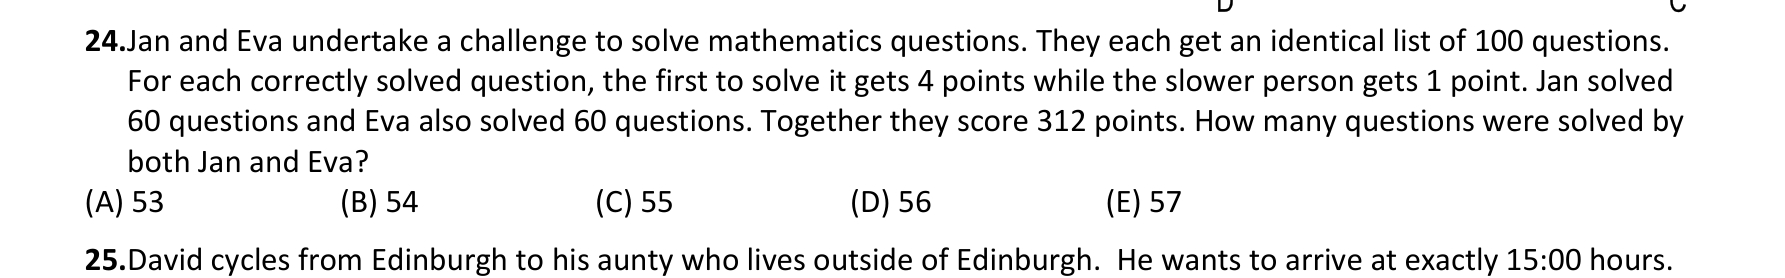 D C
24.Jan and Eva undertake a challenge to solve mathematics questions. They each get an identical list of 100 questions.
For each correctly solved question, the first to solve it gets 4 points while the slower person gets 1 point. Jan solved
60 questions and Eva also solved 60 questions. Together they score 312 points. How many questions were solved by
both Jan and Eva?
(A) 53 (B) 54 (C) 55 (D) 56 (E) 57
25.David cycles from Edinburgh to his aunty who lives outside of Edinburgh. He wants to arrive at exactly 15:00 hours.